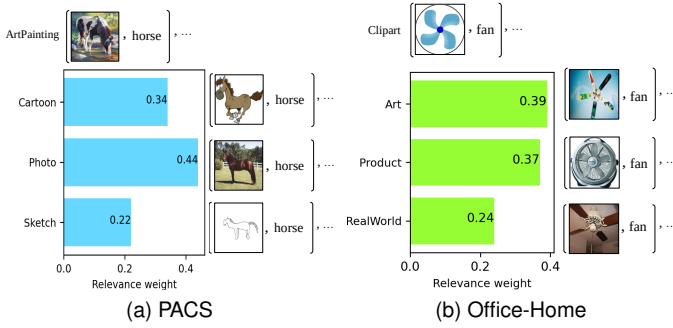 ArtPainting , horse , ...
Cartoon 0.34 , horse , ...
Photo 0.44 , horse , ...
Sketch 0.22 , horse , ...
0.0 0.2 0.4
Relevance weight
(a) PACS
Clipart , fan , ...
Art 0.39 , fan , ...
Product 0.37 , fan , ...
RealWorld 0.24 , fan , ...
0.0 0.2 0.4
Relevance weight
(b) Office-Home